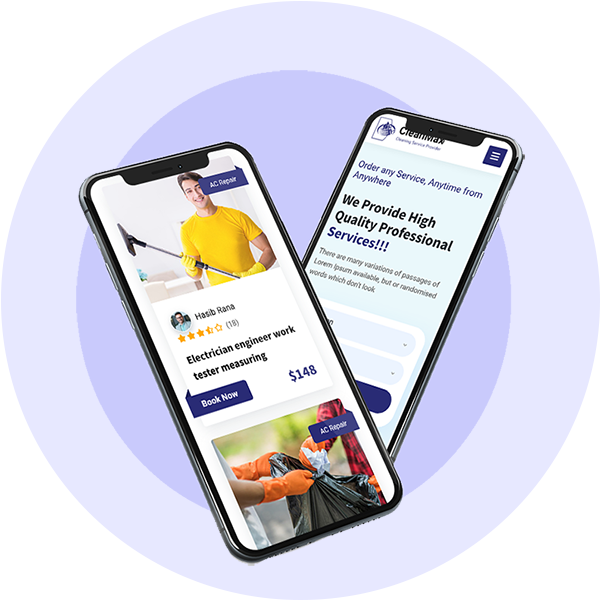 AC Repair
Hasib Rana
(18)
Electrician engineer work
tester measuring
$148
Book Now
AC Repair
CleanMax
Cleaning Service Provider
Order any Service, Anytime from
Anywhere
We Provide High
Quality Professional
Services!!!
There are many variations of passages of
Lorem Ipsum available, but or randomised
words which don't look